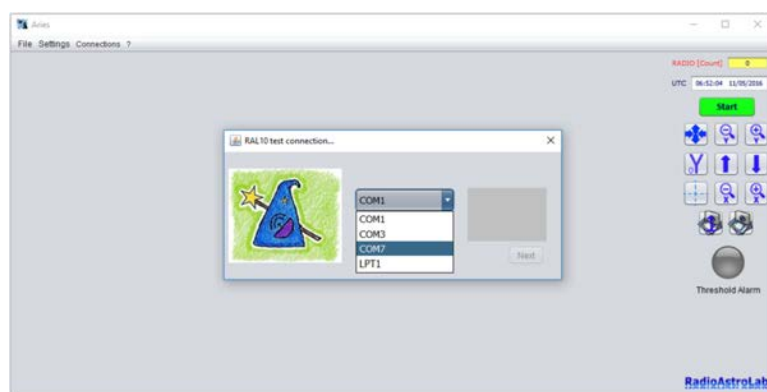 Aries
File Settings Connections ?
RADIO [Count] 0
UTC 06:52:04 11/05/2016
Start
RAL10 test connection...
COM1
COM1
COM3
COM7
LPT1
Next
Y
Threshold Alarm
RadioAstroLab